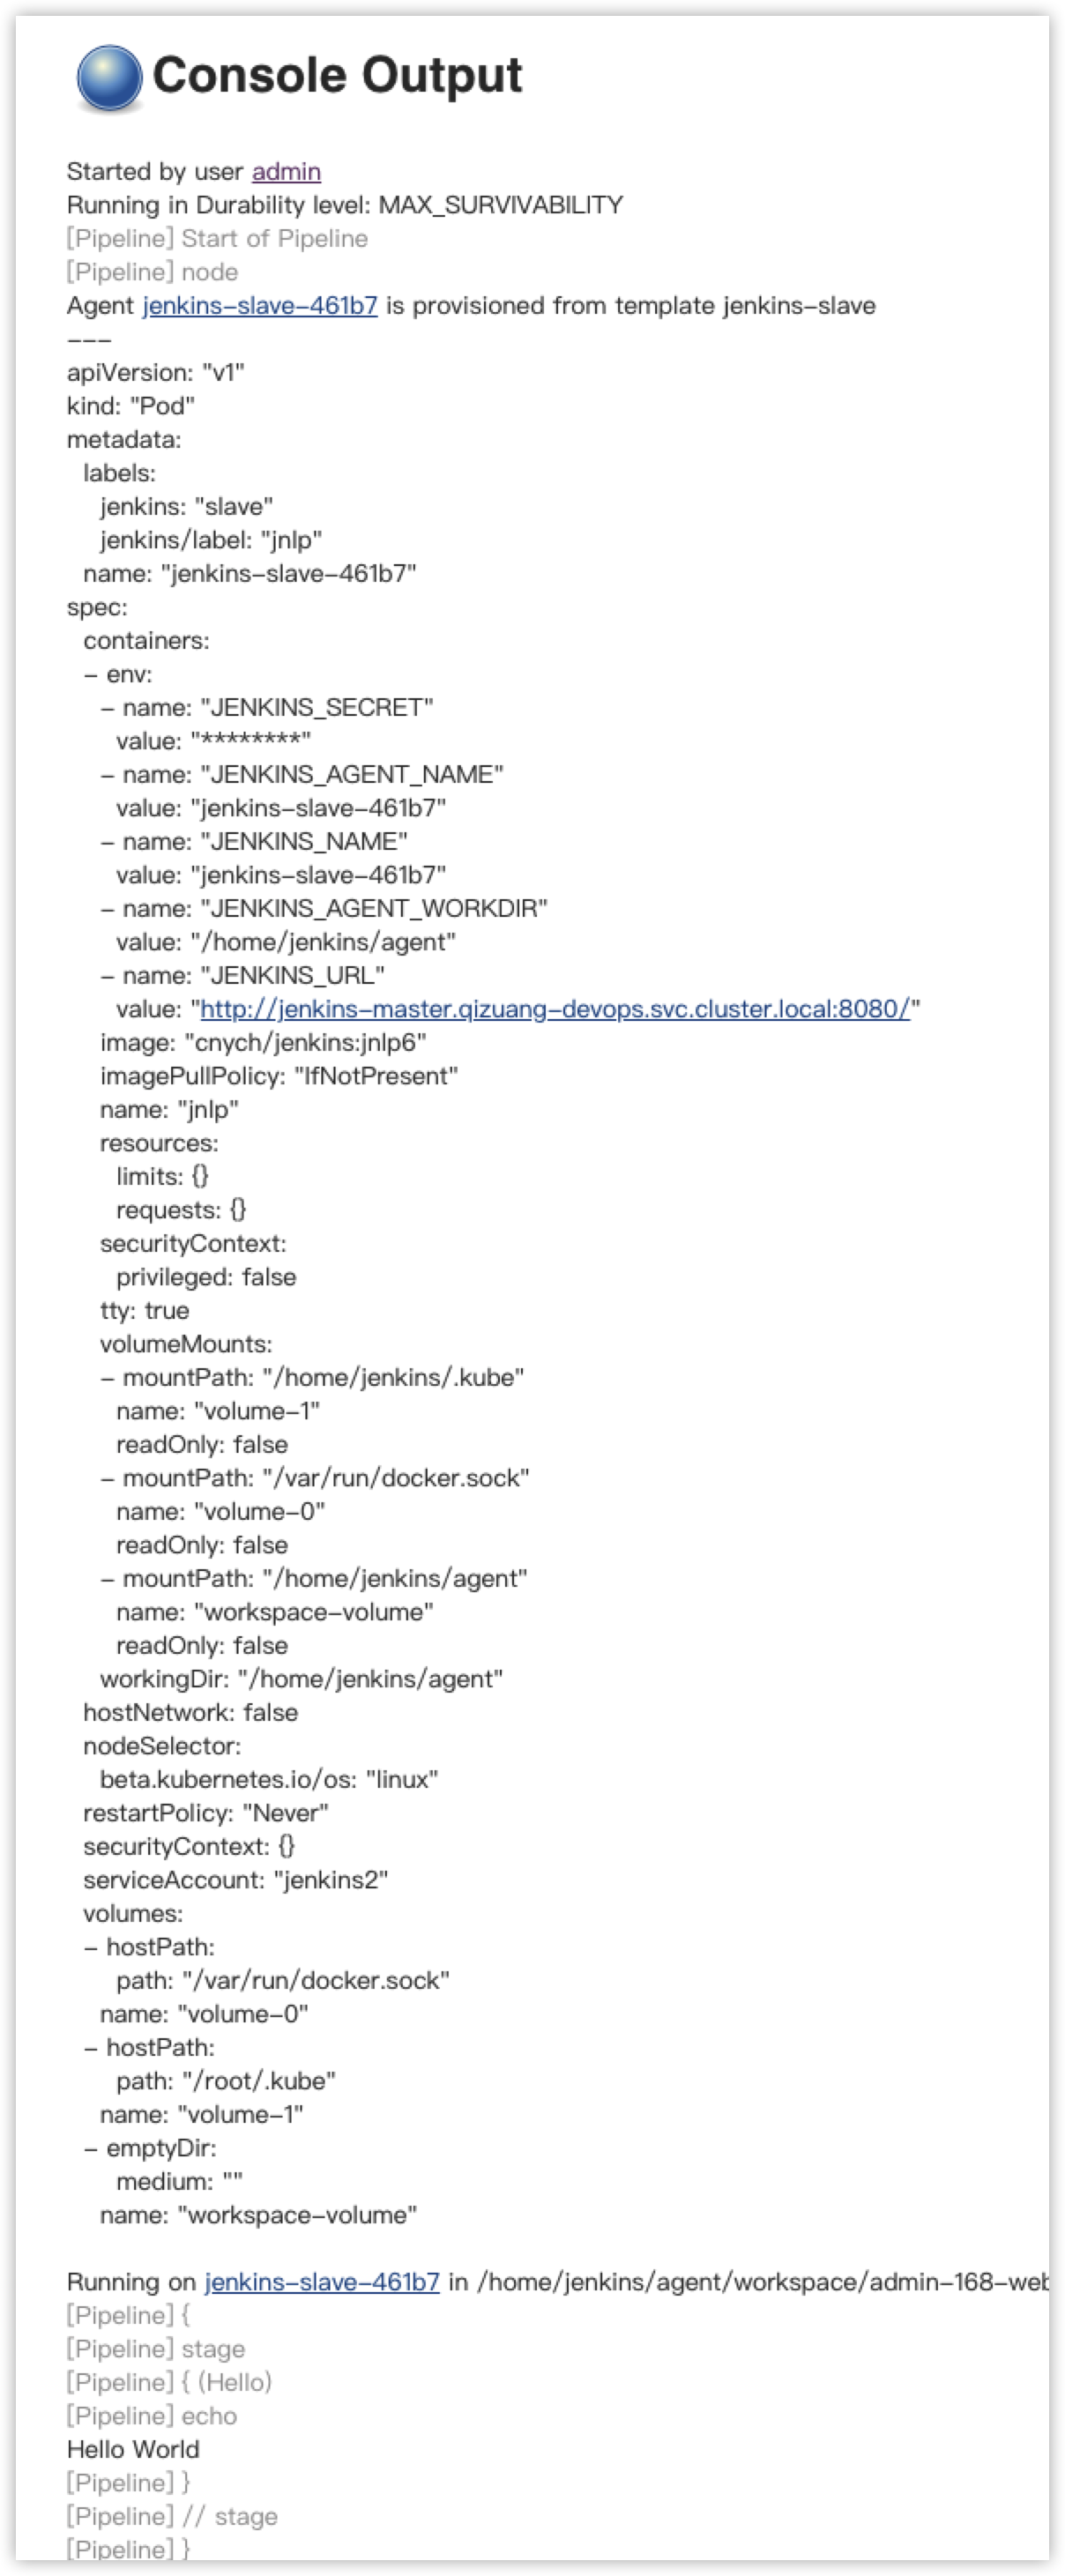 Console Output
Started by user admin
Running in Durability level: MAX_SURVIVABILITY
[Pipeline] Start of Pipeline
[Pipeline] node
Agent jenkins-slave-461b7 is provisioned from template jenkins-slave
---
apiVersion: "v1"
kind: "Pod"
metadata:
  labels:
    jenkins: "slave"
    jenkins/label: "jnlp"
  name: "jenkins-slave-461b7"
spec:
  containers:
  - env:
    - name: "JENKINS_SECRET"
      value: "********"
    - name: "JENKINS_AGENT_NAME"
      value: "jenkins-slave-461b7"
    - name: "JENKINS_NAME"
      value: "jenkins-slave-461b7"
    - name: "JENKINS_AGENT_WORKDIR"
      value: "/home/jenkins/agent"
    - name: "JENKINS_URL"
      value: "http://jenkins-master.qizuang-devops.svc.cluster.local:8080/"
    image: "cnych/jenkins:jnlp6"
    imagePullPolicy: "IfNotPresent"
    name: "jnlp"
    resources:
      limits: {}
      requests: {}
    securityContext:
      privileged: false
    tty: true
    volumeMounts:
    - mountPath: "/home/jenkins/.kube"
      name: "volume-1"
      readOnly: false
    - mountPath: "/var/run/docker.sock"
      name: "volume-0"
      readOnly: false
    - mountPath: "/home/jenkins/agent"
      name: "workspace-volume"
      readOnly: false
    workingDir: "/home/jenkins/agent"
  hostNetwork: false
  nodeSelector:
    beta.kubernetes.io/os: "linux"
  restartPolicy: "Never"
  securityContext: {}
  serviceAccount: "jenkins2"
  volumes:
  - hostPath:
      path: "/var/run/docker.sock"
    name: "volume-0"
  - hostPath:
      path: "/root/.kube"
    name: "volume-1"
  - emptyDir:
      medium: ""
    name: "workspace-volume"
Running on jenkins-slave-461b7 in /home/jenkins/agent/workspace/admin-168-web
[Pipeline] {
[Pipeline] stage
[Pipeline] { (Hello)
[Pipeline] echo
Hello World
[Pipeline] }
[Pipeline] // stage
[Pipeline] }